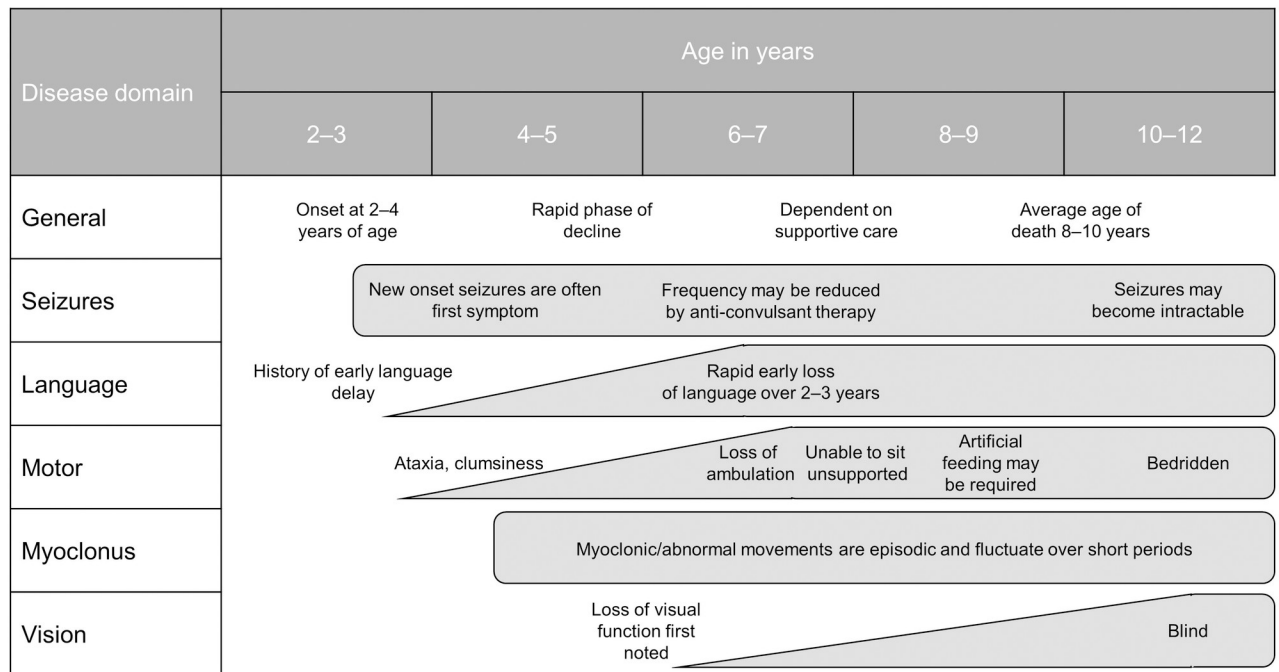 Disease domain
Age in years
2–3
4–5
6–7
8–9
10–12
General
Onset at 2–4
years of age
Rapid phase of
decline
Dependent on
supportive care
Average age of
death 8–10 years
Seizures
New onset seizures are often
first symptom
Frequency may be reduced
by anti-convulsant therapy
Seizures may
become intractable
Language
History of early language
delay
Rapid early loss
of language over 2–3 years
Motor
Ataxia, clumsiness
Loss of
ambulation
Unable to sit
unsupported
Artificial
feeding may
be required
Bedridden
Myoclonus
Myoclonic/abnormal movements are episodic and fluctuate over short periods
Vision
Loss of visual
function first
noted
Blind